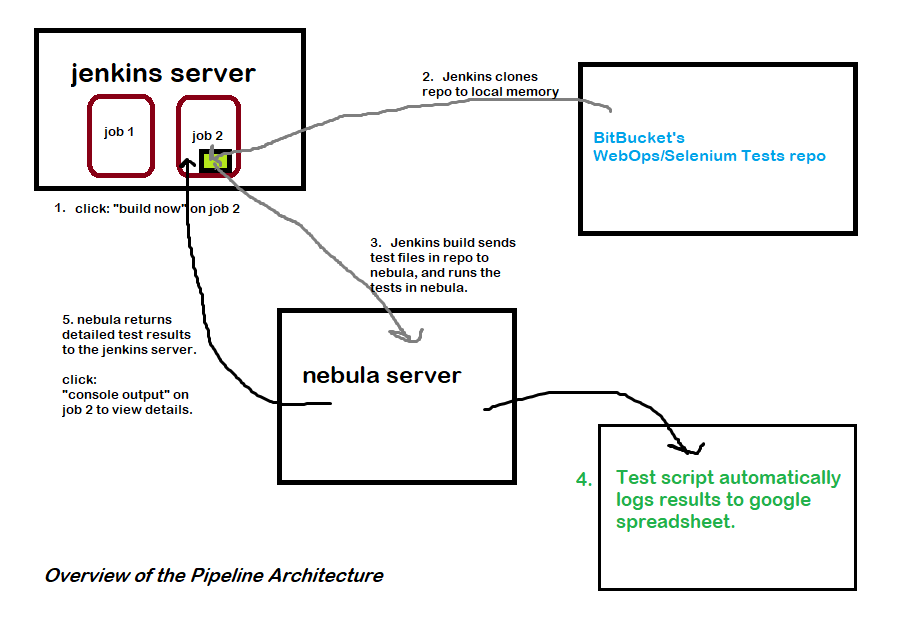 jenkins server
job 1
job 2
1. click: "build now" on job 2
2. Jenkins clones
repo to local memory
BitBucket's
WebOps/Selenium Tests repo
3. Jenkins build sends
test files in repo to
nebula, and runs the
tests in nebula.
nebula server
4. Test script automatically
logs results to google
spreadsheet.
5. nebula returns
detailed test results
to the jenkins server.
click:
"console output" on
job 2 to view details.
Overview of the Pipeline Architecture